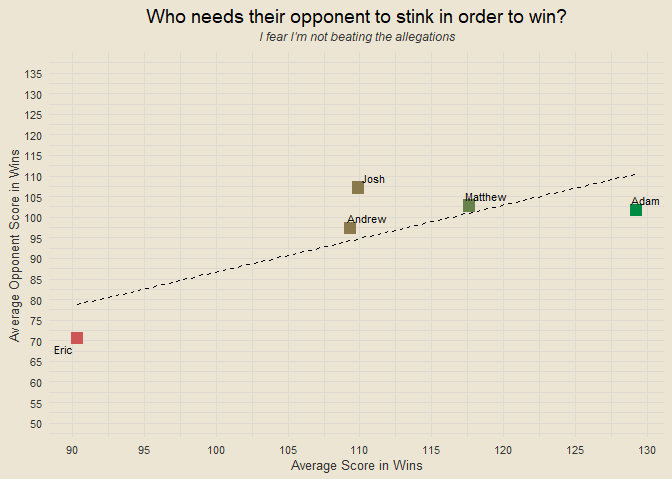 Who needs their opponent to stink in order to win?
I fear I'm not beating the allegations
Average Opponent Score in Wins
135
130
125
120
115
110
105
100
95
90
85
80
75
70
65
60
55
50
Josh
Matthew
Adam
Andrew
Eric
90 95 100 105 110 115 120 125 130
Average Score in Wins